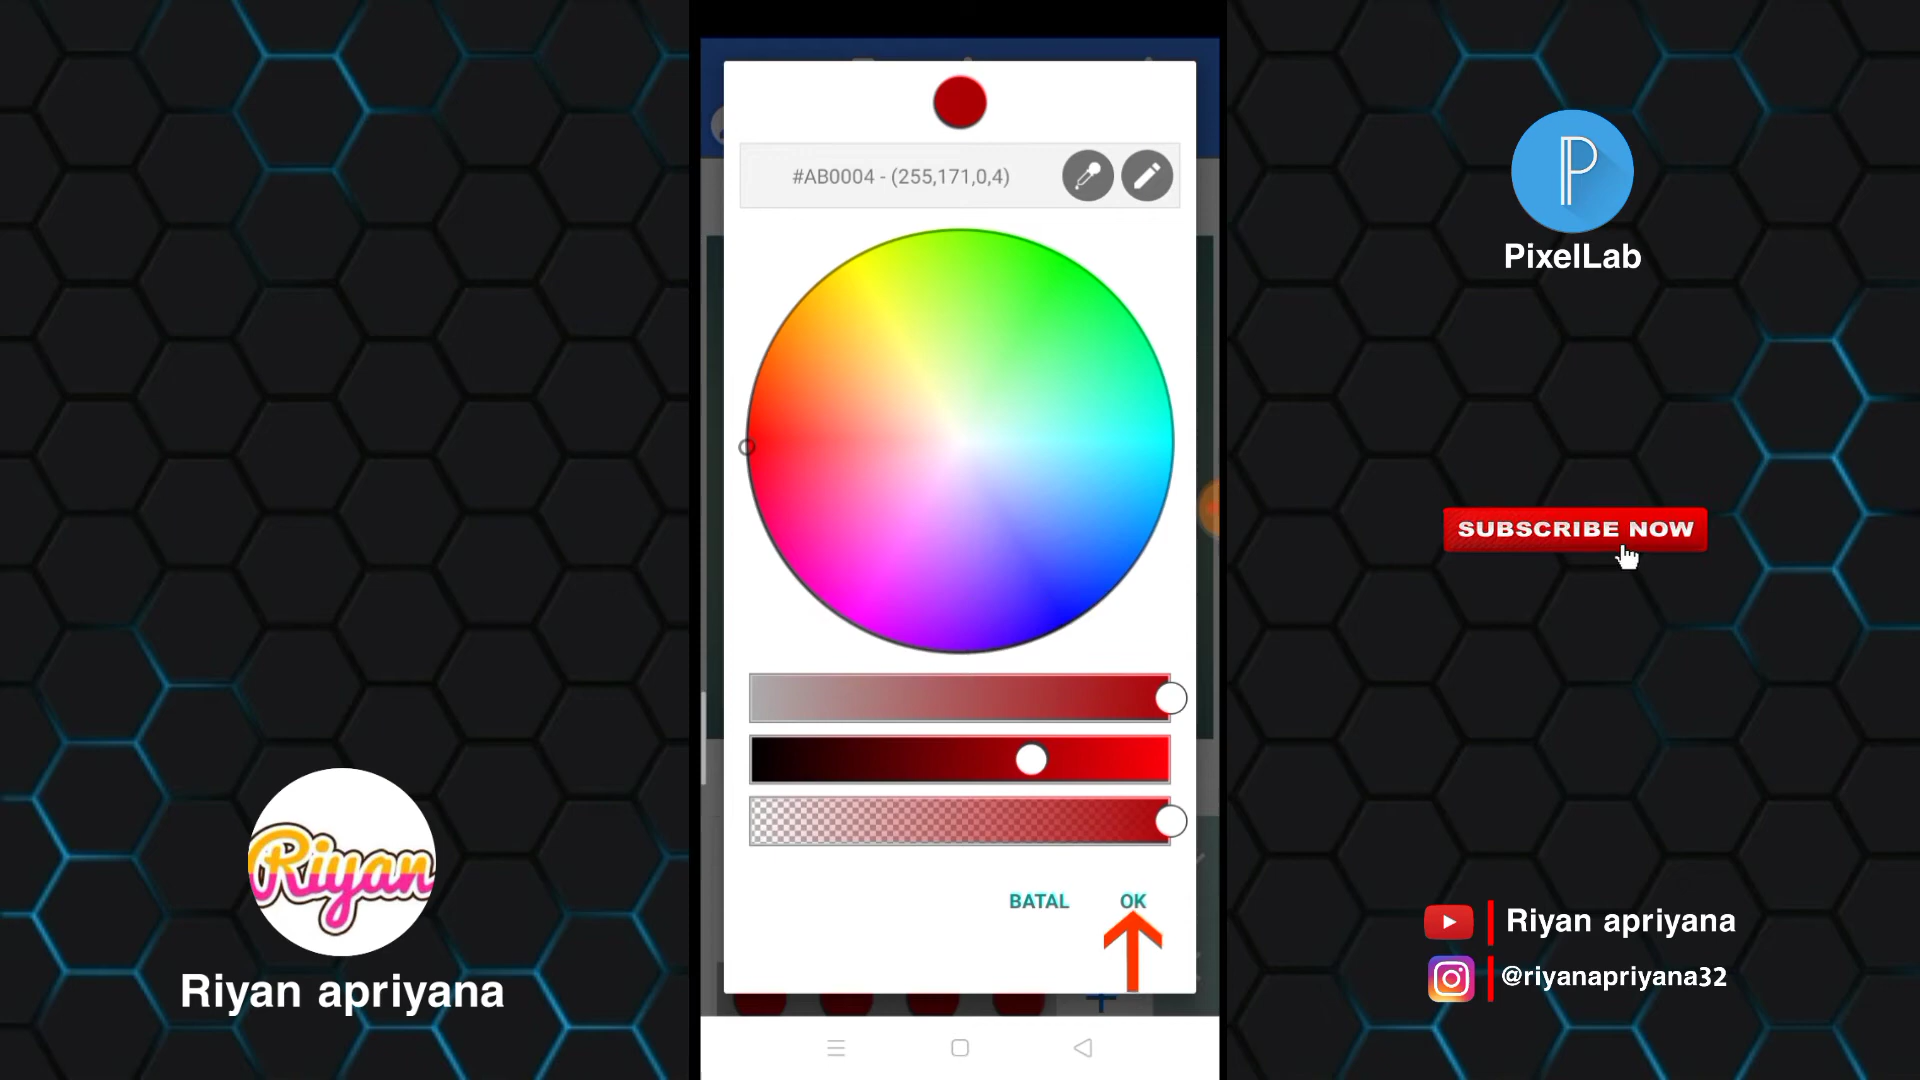 #AB0004 - (255,171,0,4)
BATAL
OK
P
PixelLab
SUBSCRIBE NOW
Riyan
Riyan apriyana
Riyan apriyana
@riyanapriyana32